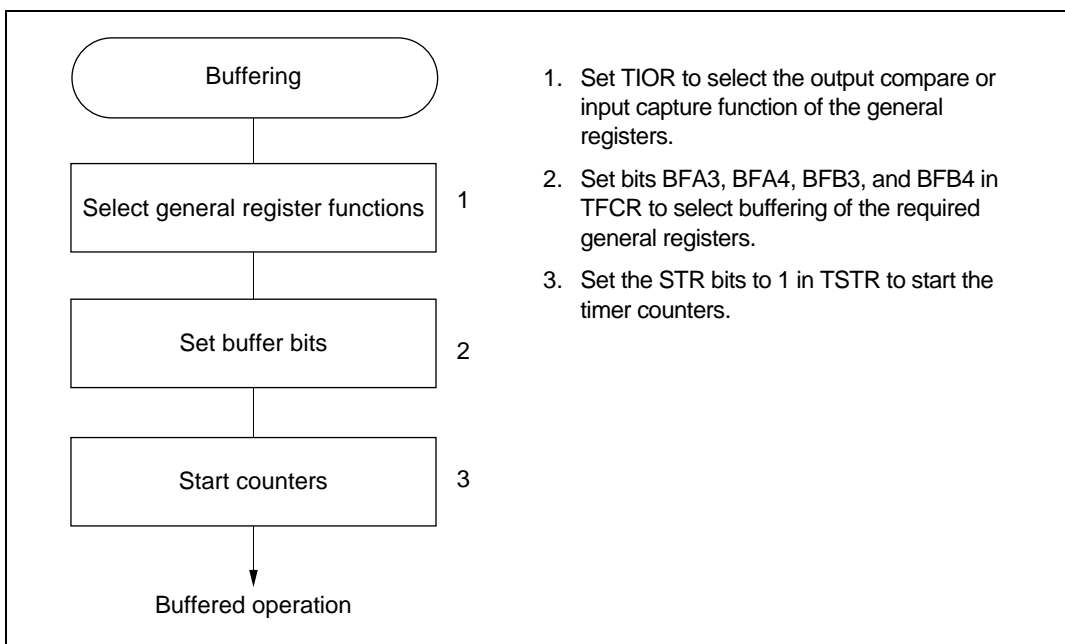 Buffering
Select general register functions
1
Set buffer bits
2
Start counters
3
Buffered operation
1. Set TIOR to select the output compare or
input capture function of the general
registers.
2. Set bits BFA3, BFA4, BFB3, and BFB4 in
TFCR to select buffering of the required
general registers.
3. Set the STR bits to 1 in TSTR to start the
timer counters.